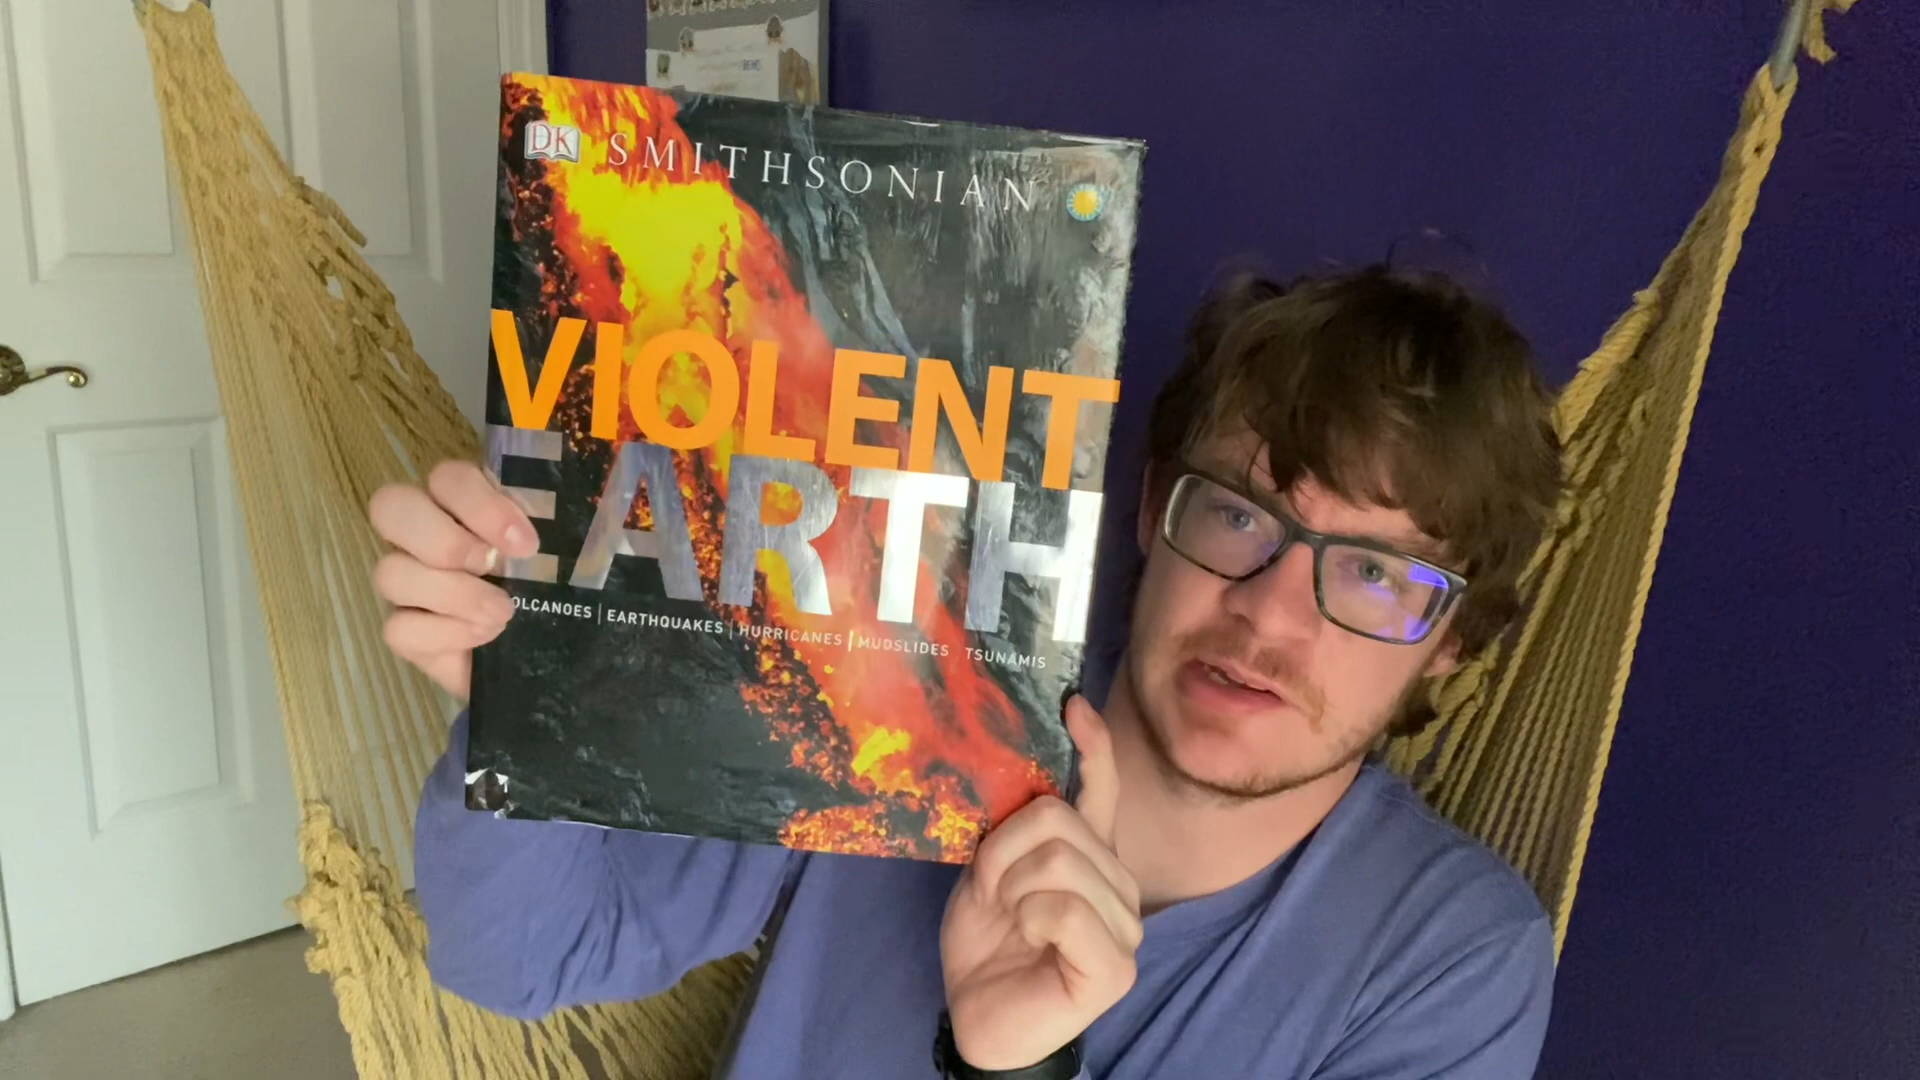 DK SMITHSONIAN
VIOLENT
EARTH
OLCANOES | EARTHQUAKES | HURRICANES | MUDSLIDES TSUNAMIS